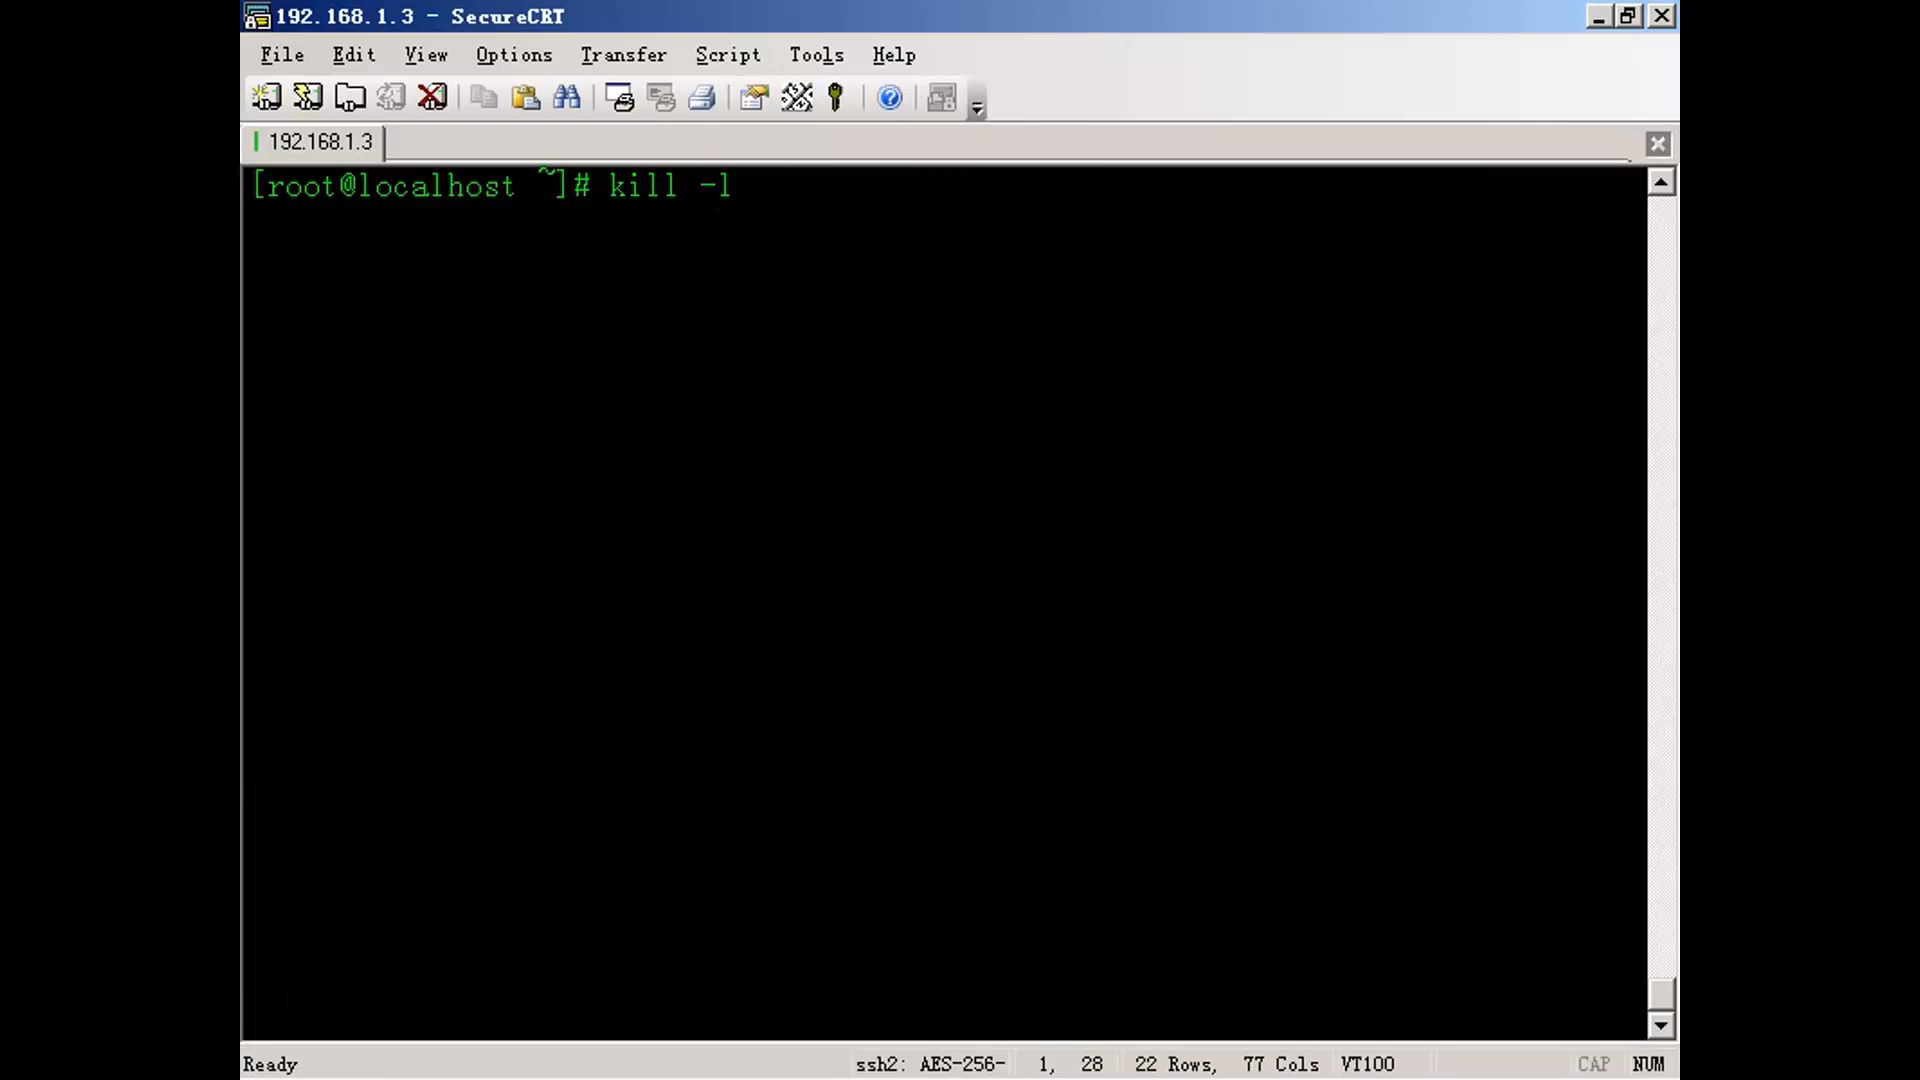 192.168.1.3 - SecureCRT
File Edit View Options Transfer Script Tools Help
192.168.1.3
[root@localhost ~]# kill -l
Ready ssh2: AES-256- 1, 28 22 Rows, 77 Cols VT100 CAP NUM